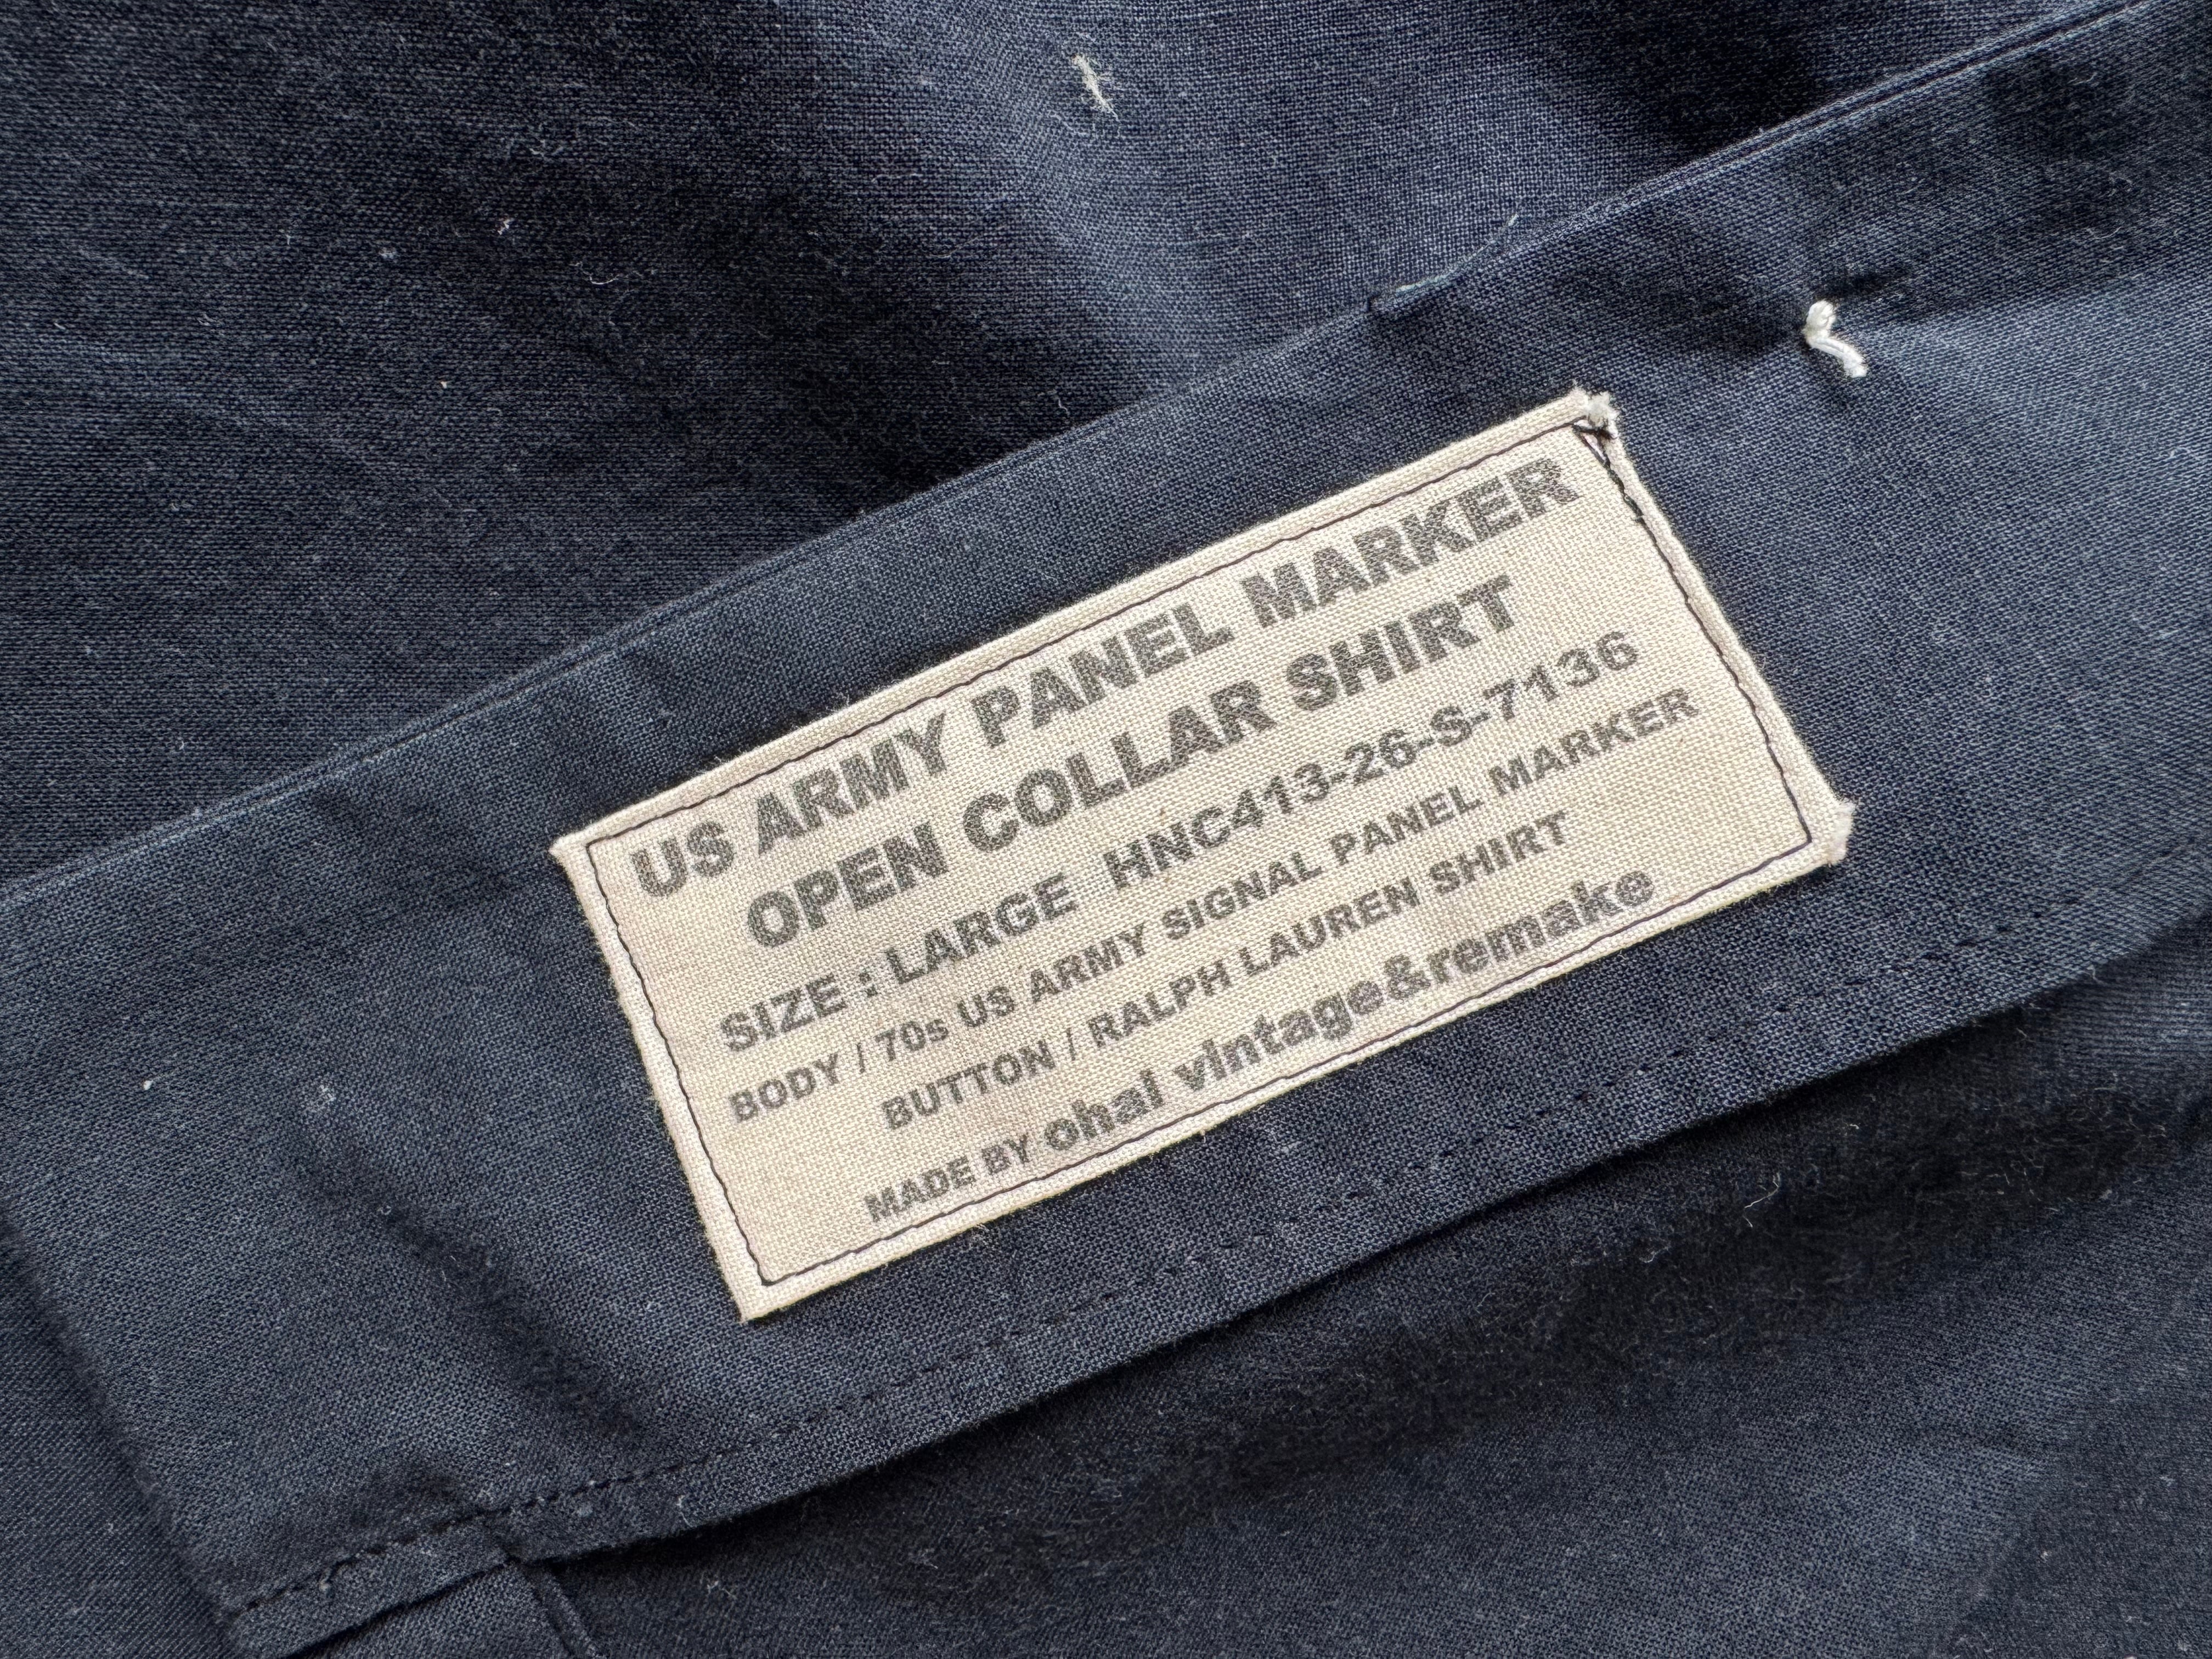 US ARMY PANEL MARKER
OPEN COLLAR SHIRT
SIZE : LARGE HNC413-26-S-7136
BODY / 70s US ARMY SIGNAL PANEL MARKER
BUTTON / RALPH LAUREN SHIRT
MADE BY ohal vintage&remake